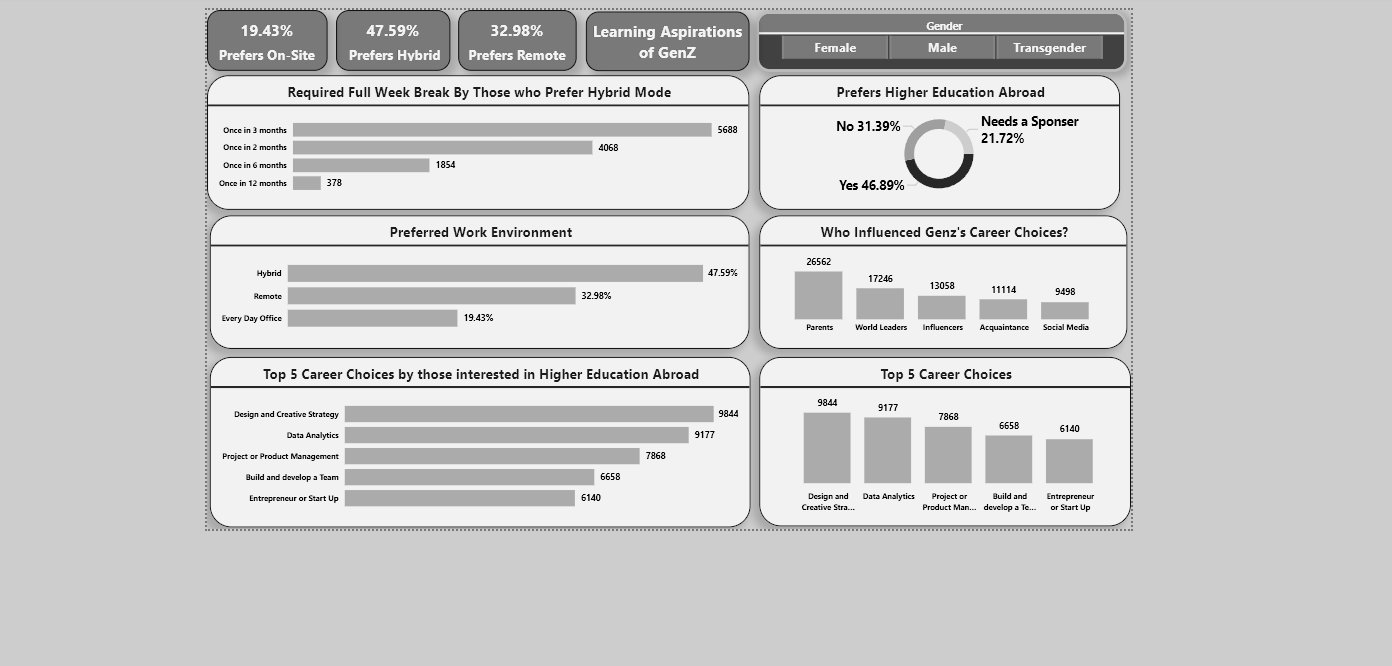 19.43%
Prefers On-Site
47.59%
Prefers Hybrid
32.98%
Prefers Remote
Learning Aspirations
of GenZ
Gender
Female
Male
Transgender
Required Full Week Break By Those who Prefer Hybrid Mode
Once in 3 months 5688
Once in 2 months 4068
Once in 6 months 1854
Once in 12 months 378
Prefers Higher Education Abroad
No 31.39%
Needs a Sponser
21.72%
Yes 46.89%
Preferred Work Environment
Hybrid 47.59%
Remote 32.98%
Every Day Office 19.43%
Who Influenced Genz's Career Choices?
26562
17246
13058
11114
9498
Parents
World Leaders
Influencers
Acquaintance
Social Media
Top 5 Career Choices by those interested in Higher Education Abroad
Design and Creative Strategy 9844
Data Analytics 9177
Project or Product Management 7868
Build and develop a Team 6658
Entrepreneur or Start Up 6140
Top 5 Career Choices
9844
9177
7868
6658
6140
Design and
Creative Stra...
Data Analytics
Project or
Product Man...
Build and
develop a Te...
Entrepreneur
or Start Up